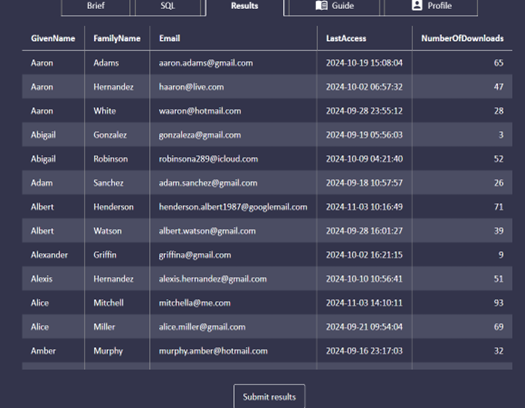 Brief SQL Results Guide Profile
GivenName FamilyName Email LastAccess NumberOfDownloads
Aaron Adams aaron.adams@gmail.com 2024-10-19 15:08:04 65
Aaron Hernandez haaron@live.com 2024-10-02 06:57:32 47
Aaron White waaron@hotmail.com 2024-09-28 23:55:12 28
Abigail Gonzalez gonzaleza@gmail.com 2024-09-19 05:56:03 3
Abigail Robinson robinsona289@icloud.com 2024-10-09 04:21:40 52
Adam Sanchez adam.sanchez@gmail.com 2024-09-18 10:57:57 26
Albert Henderson henderson.albert1987@googlemail.com 2024-11-03 10:16:49 71
Albert Watson albert.watson@gmail.com 2024-09-28 16:01:27 39
Alexander Griffin griffina@gmail.com 2024-10-02 16:21:15 9
Alexis Hernandez alexis.hernandez@gmail.com 2024-10-10 10:56:41 51
Alice Mitchell mitchella@me.com 2024-11-03 14:10:11 93
Alice Miller alice.miller@gmail.com 2024-09-21 09:54:04 69
Amber Murphy murphy.amber@hotmail.com 2024-09-16 23:17:03 32
Submit results